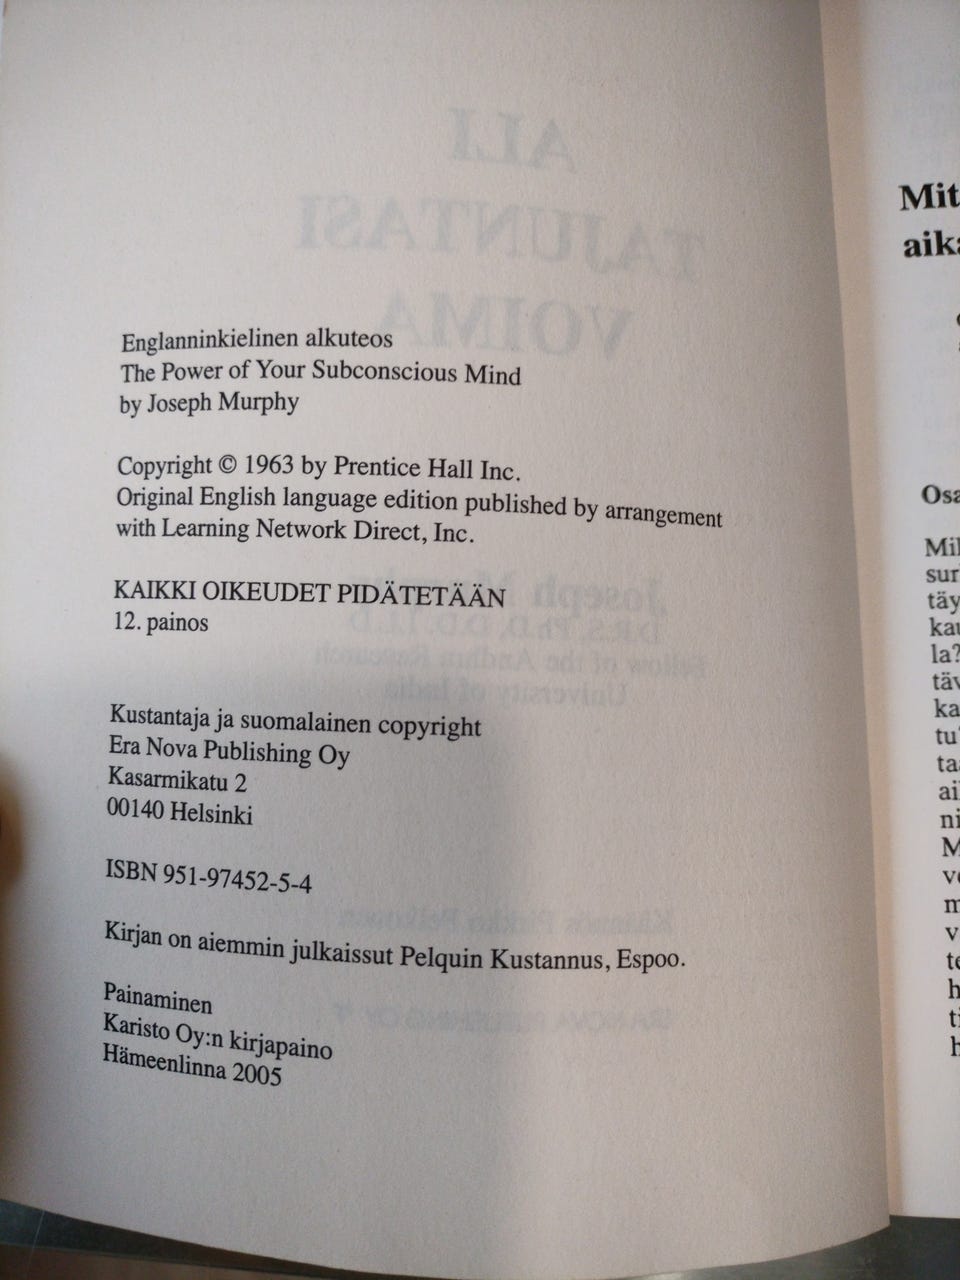 Englanninkielinen alkuteos
The Power of Your Subconscious Mind
by Joseph Murphy
Copyright © 1963 by Prentice Hall Inc.
Original English language edition published by arrangement
with Learning Network Direct, Inc.
KAIKKI OIKEUDET PIDÄTETÄÄN
12. painos
Kustantaja ja suomalainen copyright
Era Nova Publishing Oy
Kasarmikatu 2
00140 Helsinki
ISBN 951-97452-5-4
Kirjan on aiemmin julkaissut Pelquin Kustannus, Espoo.
Painaminen
Karisto Oy:n kirjapaino
Hämeenlinna 2005
ALI
TAJUNTASI
VOIMA